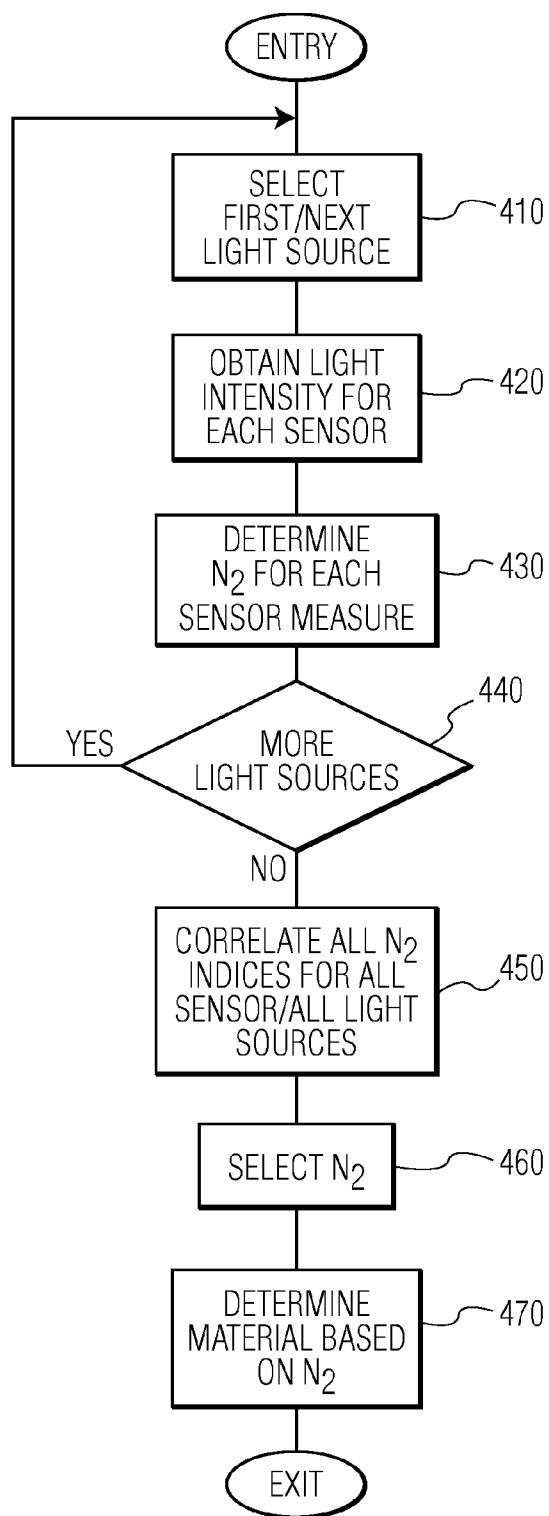 ENTRY
SELECT
FIRST/NEXT
LIGHT SOURCE
410
OBTAIN LIGHT
INTENSITY FOR
EACH SENSOR
420
DETERMINE
N2 FOR EACH
SENSOR MEASURE
430
440
YES
MORE
LIGHT SOURCES
NO
CORRELATE ALL N2
INDICES FOR ALL
SENSOR/ALL LIGHT
SOURCES
450
SELECT N2
460
DETERMINE
MATERIAL BASED
ON N2
470
EXIT